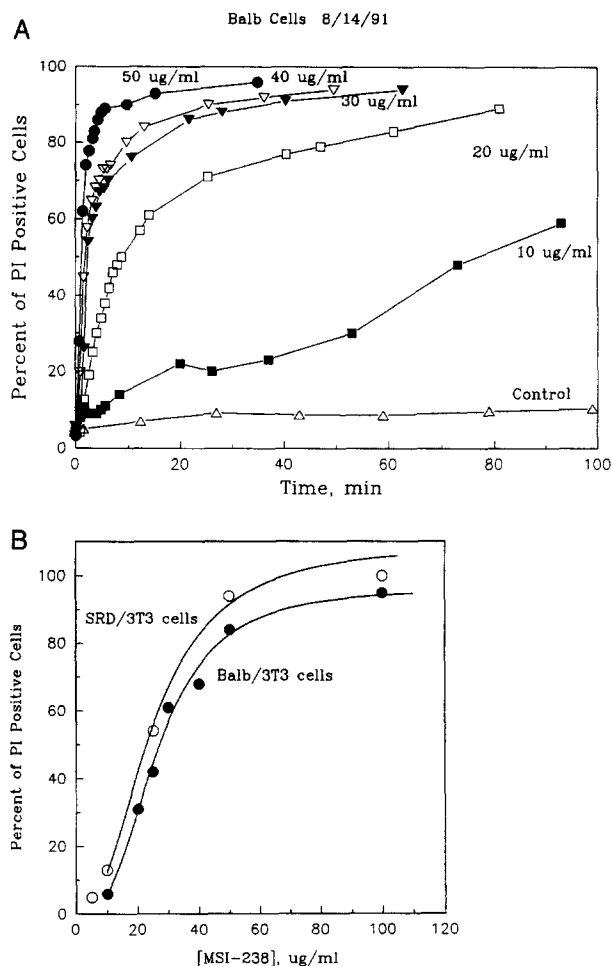 Balb Cells 8/14/91
A
Percent of PI Positive Cells
100
80
60
40
20
0
50 ug/ml
40 ug/ml
30 ug/ml
20 ug/ml
10 ug/ml
Control
0 20 40 60 80 100
Time, min
B
Percent of PI Positive Cells
100
80
60
40
20
0
SRD/3T3 cells
Balb/3T3 cells
0 20 40 60 80 100 120
[MSI-238], ug/ml